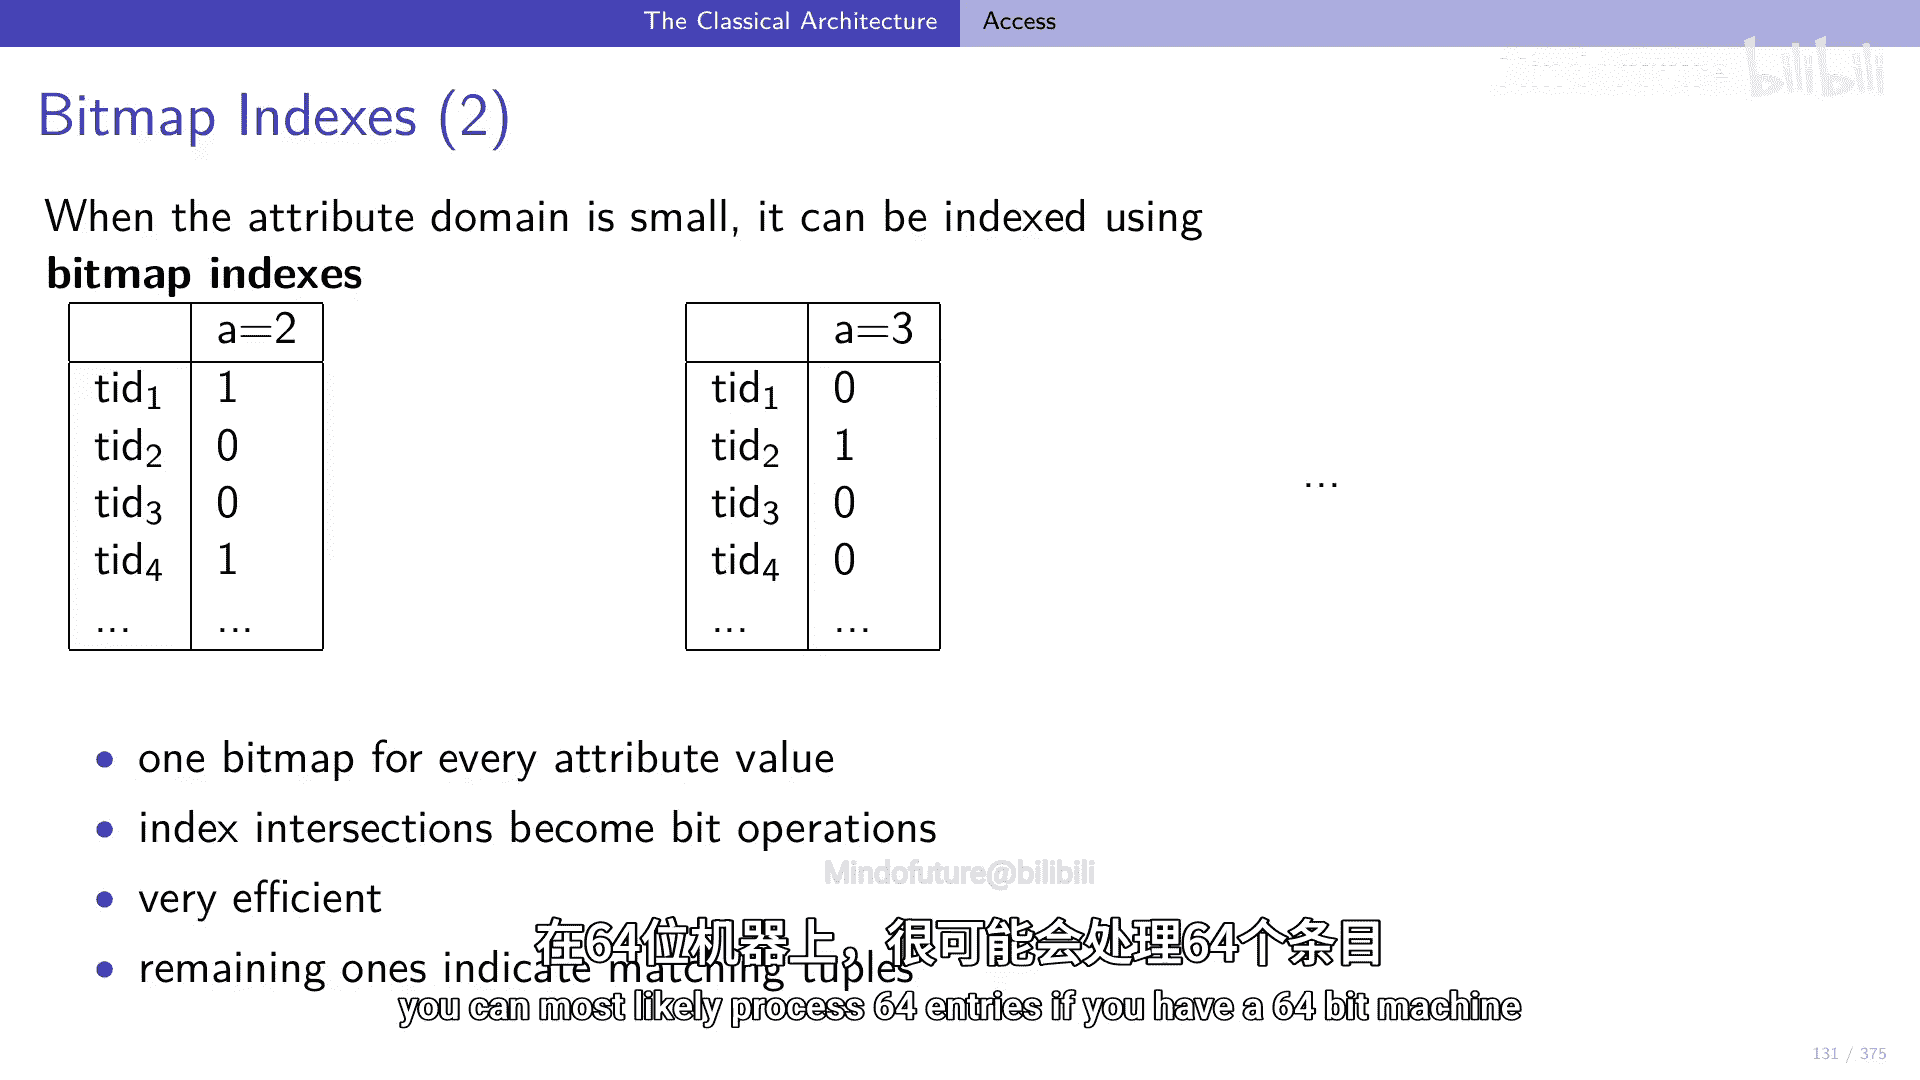 The Classical Architecture Access
bilibili
Bitmap Indexes (2)
When the attribute domain is small, it can be indexed using
bitmap indexes
a=2
tid1 1
tid2 0
tid3 0
tid4 1
... ...
a=3
tid1 0
tid2 1
tid3 0
tid4 0
... ...
...
• one bitmap for every attribute value
• index intersections become bit operations
Mindofuture@bilibili
• very efficient
在64位机器上，很可能会处理64个条目
• remaining ones indicate matching tuples
you can most likely process 64 entries if you have a 64 bit machine
131 / 375